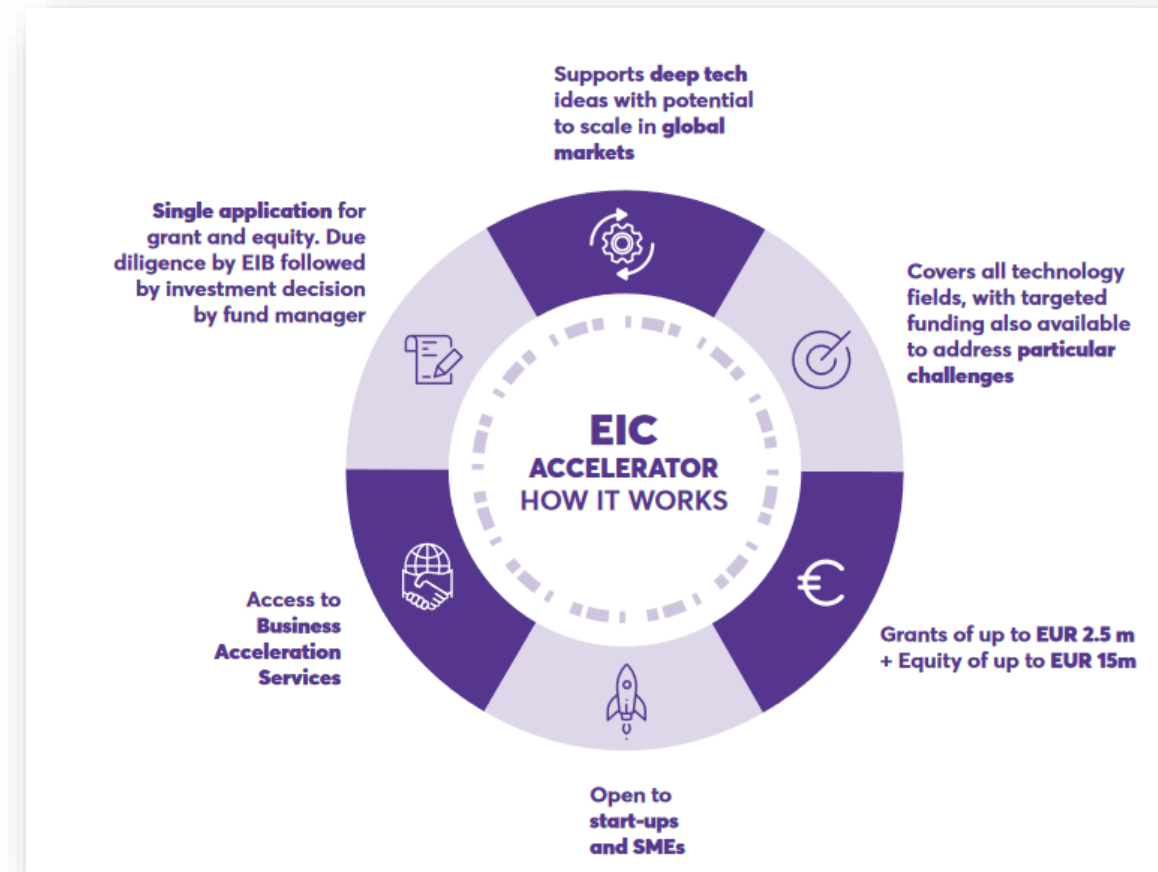 Supports deep tech
ideas with potential
to scale in global
markets
Single application for
grant and equity. Due
diligence by EIB followed
by investment decision
by fund manager
Covers all technology
fields, with targeted
funding also available
to address particular
challenges
EIC
ACCELERATOR
HOW IT WORKS
€
Access to
Business
Acceleration
Services
Grants of up to EUR 2.5 m
+ Equity of up to EUR 15m
Open to
start-ups
and SMEs